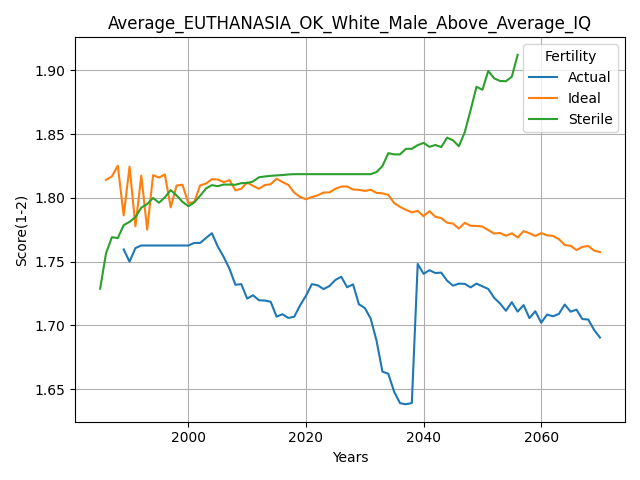 Average_EUTHANASIA_OK_White_Male_Above_Average_IQ
Score(1-2)
1.90
1.85
1.80
1.75
1.70
1.65
2000
2020
2040
2060
Years
Fertility
Actual
Ideal
Sterile